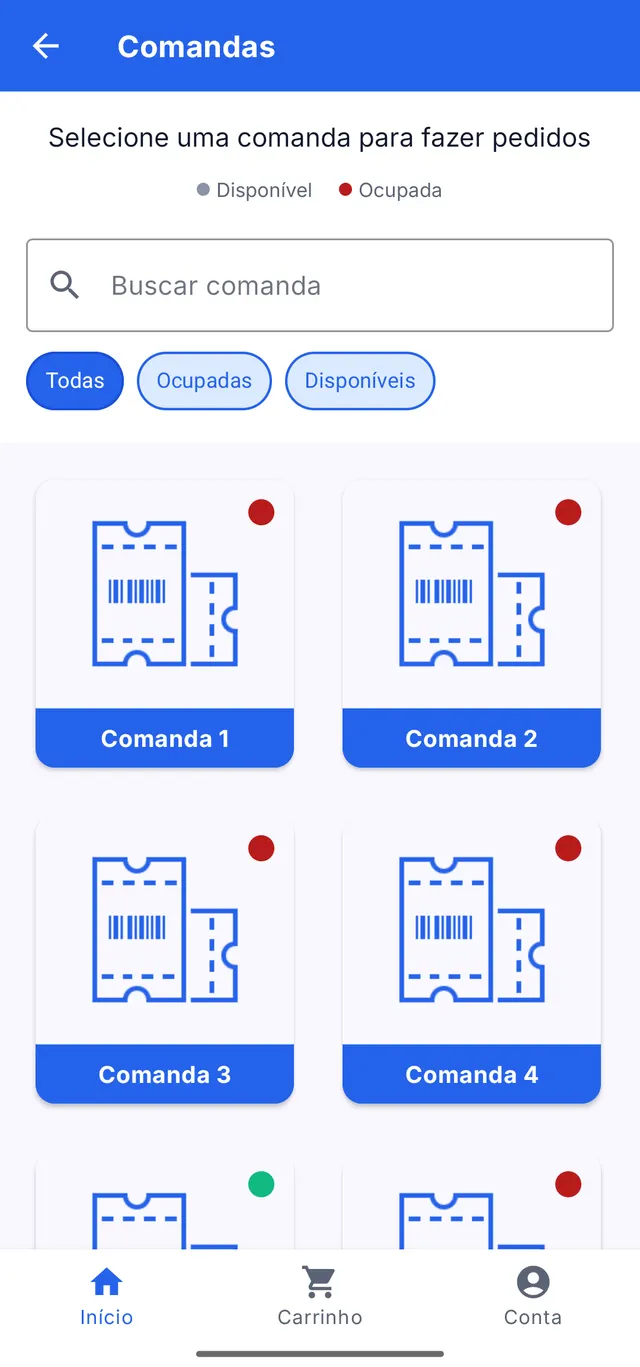 Comandas
Selecione uma comanda para fazer pedidos
Disponível Ocupada
Buscar comanda
Todas Ocupadas Disponíveis
Comanda 1 Comanda 2
Comanda 3 Comanda 4
Início Carrinho Conta